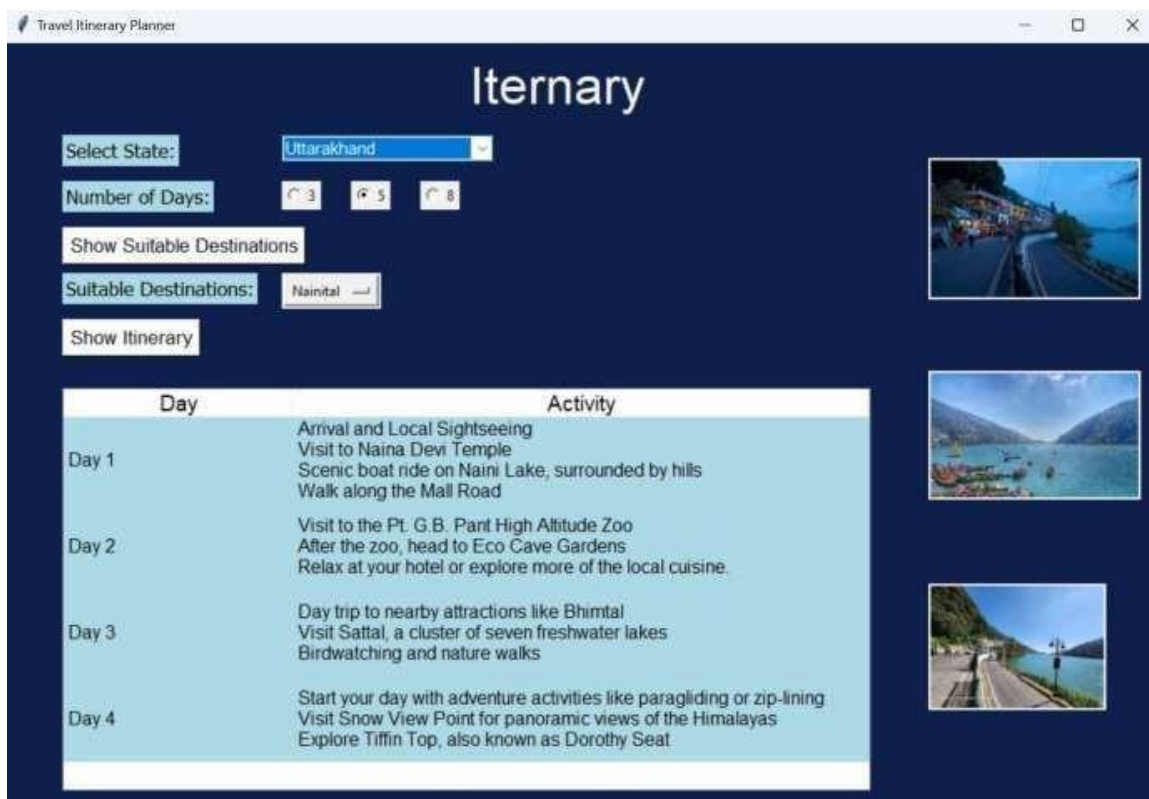 Travel Itinerary Planner
Iternary
Select State:
Uttarakhand
Number of Days:
3
5
8
Show Suitable Destinations
Suitable Destinations:
Nainital
Show Itinerary
Day
Activity
Day 1
Arrival and Local Sightseeing
Visit to Naina Devi Temple
Scenic boat ride on Naini Lake, surrounded by hills
Walk along the Mall Road
Day 2
Visit to the Pt. G.B. Pant High Altitude Zoo
After the zoo, head to Eco Cave Gardens
Relax at your hotel or explore more of the local cuisine.
Day 3
Day trip to nearby attractions like Bhimtal
Visit Sattal, a cluster of seven freshwater lakes
Birdwatching and nature walks
Day 4
Start your day with adventure activities like paragliding or zip-lining
Visit Snow View Point for panoramic views of the Himalayas
Explore Tiffin Top, also known as Dorothy Seat